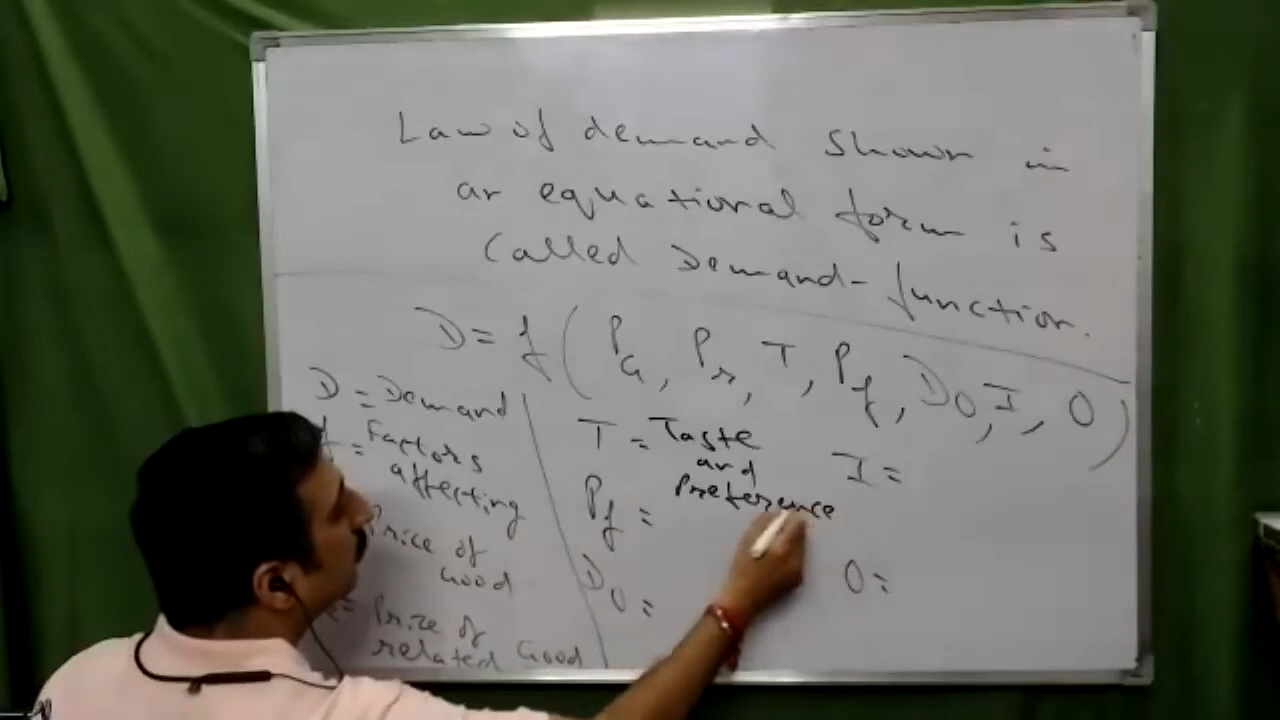 Law of demand shown in
an equational form is
Called Demand-function.
D = f ( PG, Pr, T, Pf, DO, I, O )
D = Demand
= Factors
affecting
Price of
Good
= Price of
related Good
T = Taste
and
Preference
Pf =
DO =
I =
O =